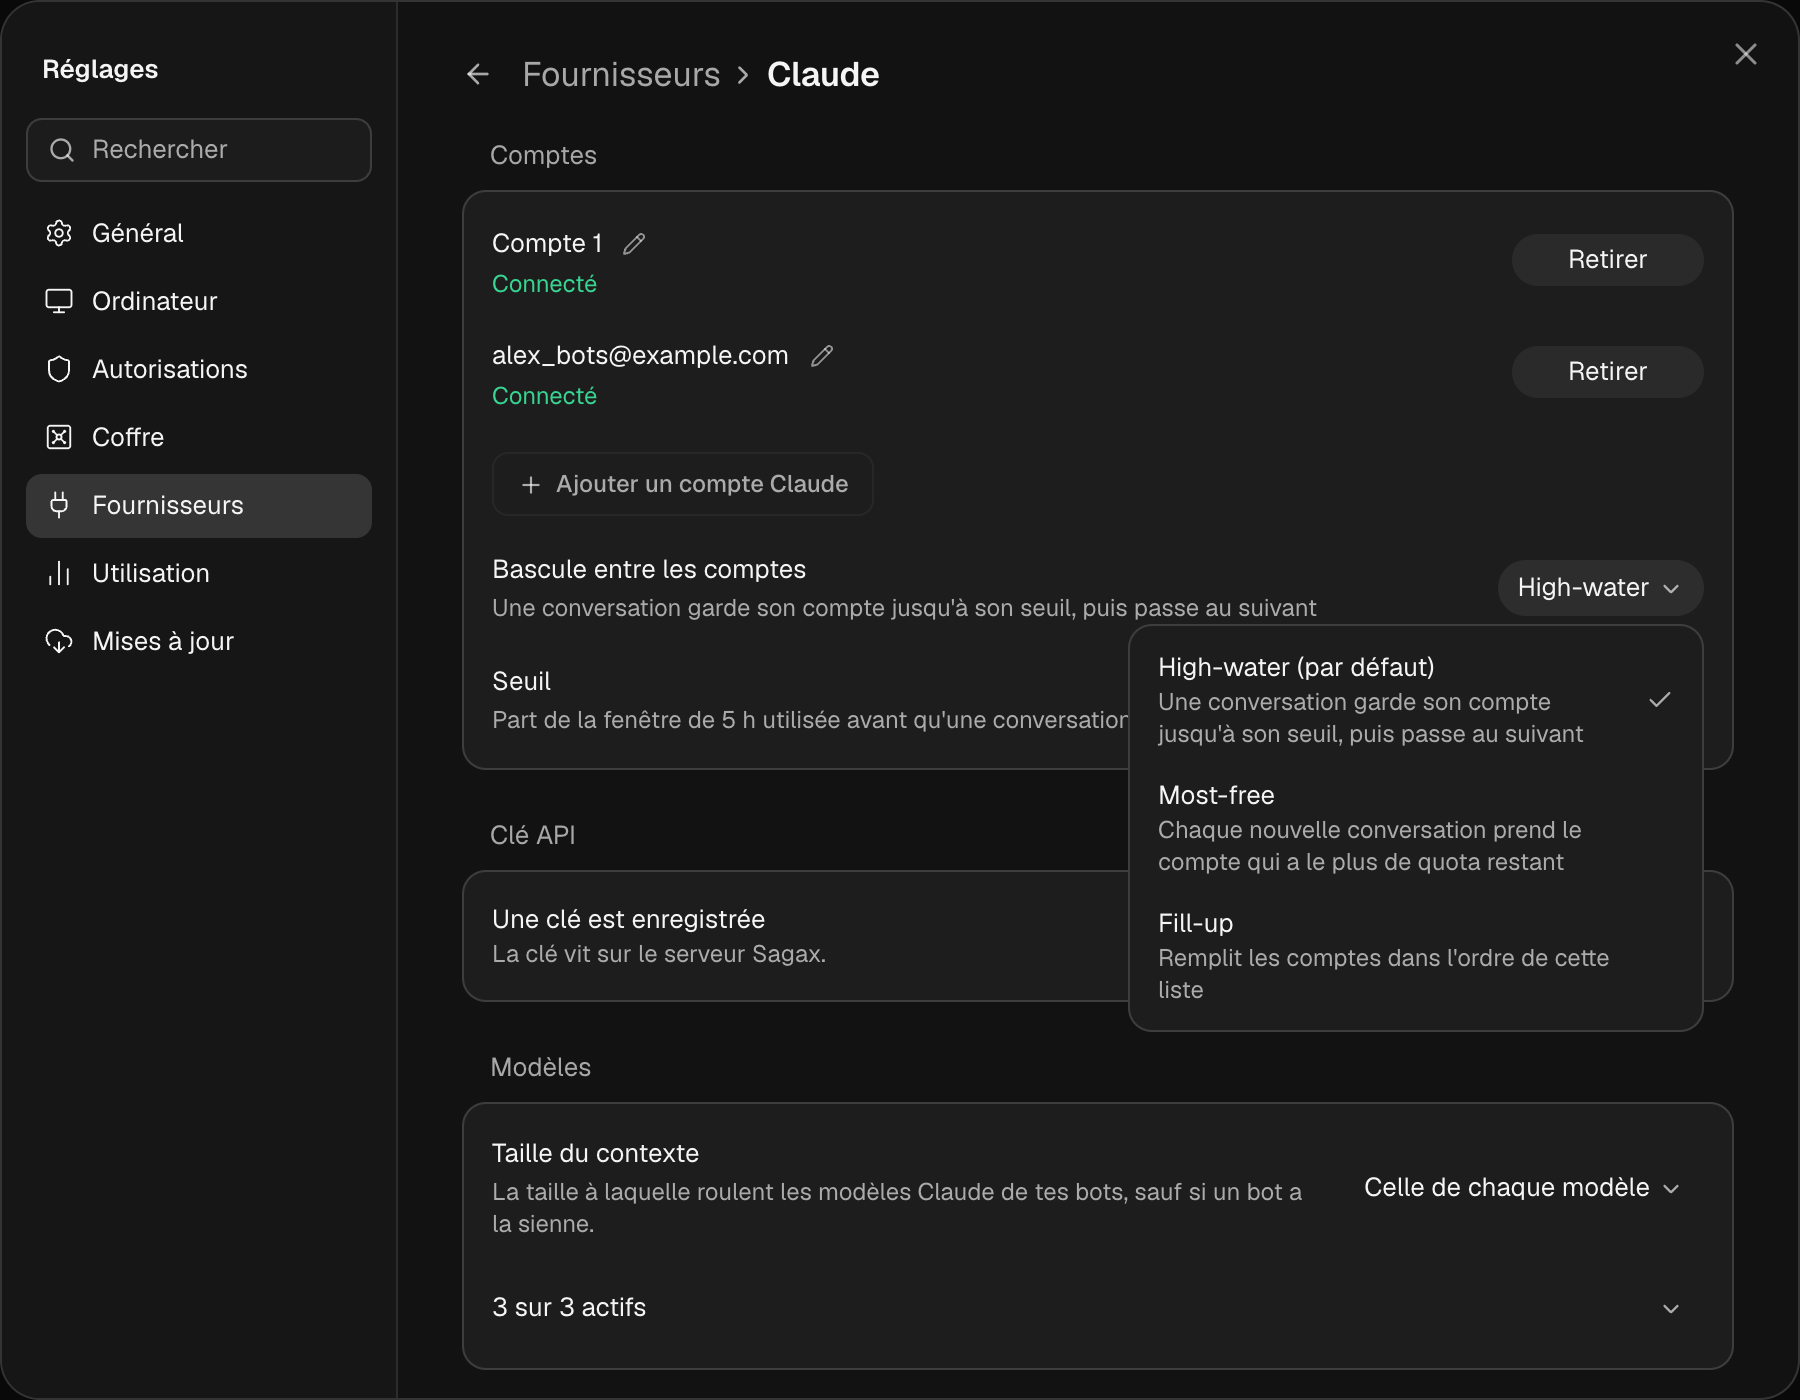 Réglages
Rechercher
Général
Ordinateur
Autorisations
Coffre
Fournisseurs
Utilisation
Mises à jour
Fournisseurs > Claude
Comptes
Compte 1
Connecté
Retirer
alex_bots@example.com
Connecté
Retirer
+ Ajouter un compte Claude
Bascule entre les comptes
Une conversation garde son compte jusqu'à son seuil, puis passe au suivant
High-water
Seuil
Part de la fenêtre de 5 h utilisée avant qu'une conversation
High-water (par défaut)
Une conversation garde son compte
jusqu'à son seuil, puis passe au suivant
Most-free
Chaque nouvelle conversation prend le
compte qui a le plus de quota restant
Fill-up
Remplit les comptes dans l'ordre de cette
liste
Clé API
Une clé est enregistrée
La clé vit sur le serveur Sagax.
Modèles
Taille du contexte
La taille à laquelle roulent les modèles Claude de tes bots, sauf si un bot a
la sienne.
Celle de chaque modèle
3 sur 3 actifs